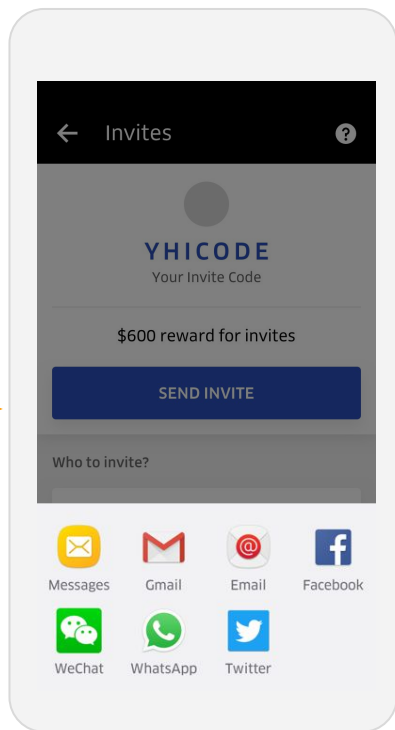 Invites
YHICODE
Your Invite Code
$600 reward for invites
SEND INVITE
Who to invite?
Messages Gmail Email Facebook
WeChat WhatsApp Twitter